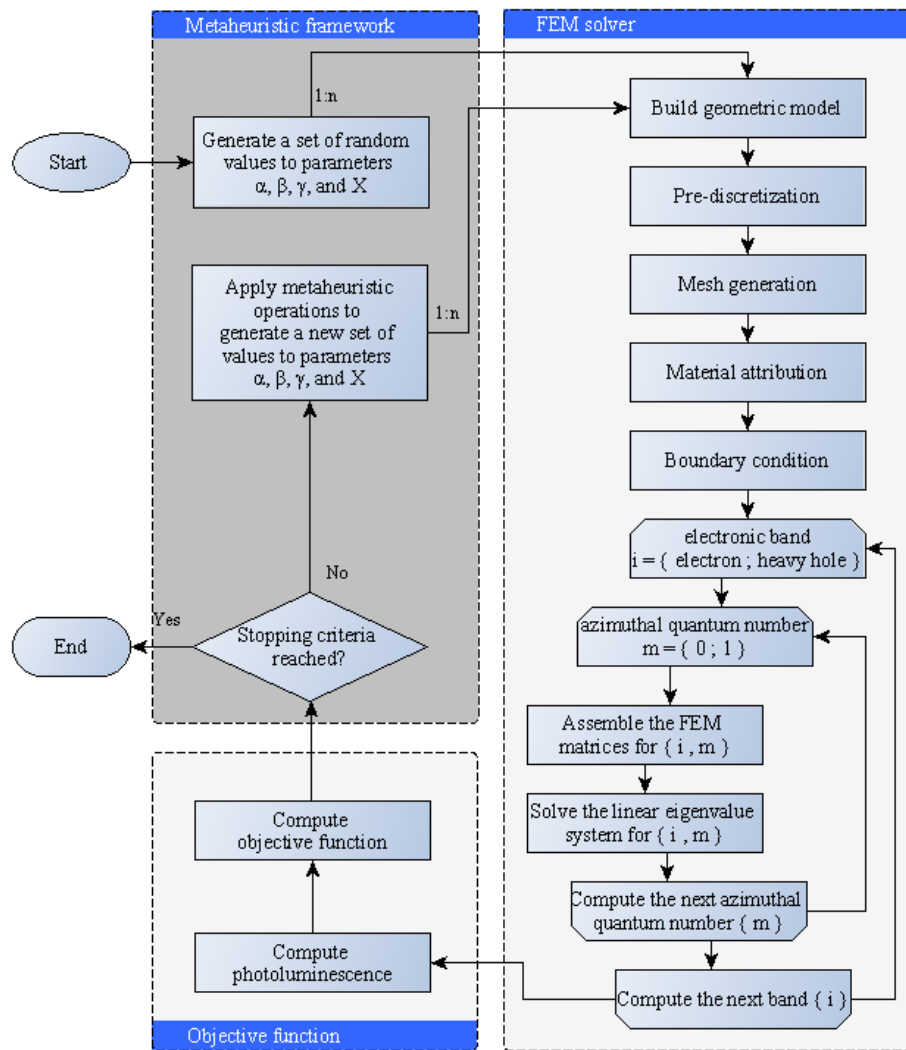 Metaheuristic framework
FEM solver
1:n
Start
Generate a set of random
values to parameters
α, β, γ, and X
Build geometric model
Pre-discretization
Apply metaheuristic
operations to
generate a new set of
values to parameters
α, β, γ, and X
1:n
Mesh generation
Material attribution
Boundary condition
electronic band
i = { electron ; heavy hole }
No
Yes
End
Stopping criteria
reached?
azimuthal quantum number
m = { 0 ; 1 }
Assemble the FEM
matrices for { i , m }
Solve the linear eigenvalue
system for { i , m }
Compute the next azimuthal
quantum number { m }
Compute the next band { i }
Compute
objective function
Compute
photoluminescence
Objective function